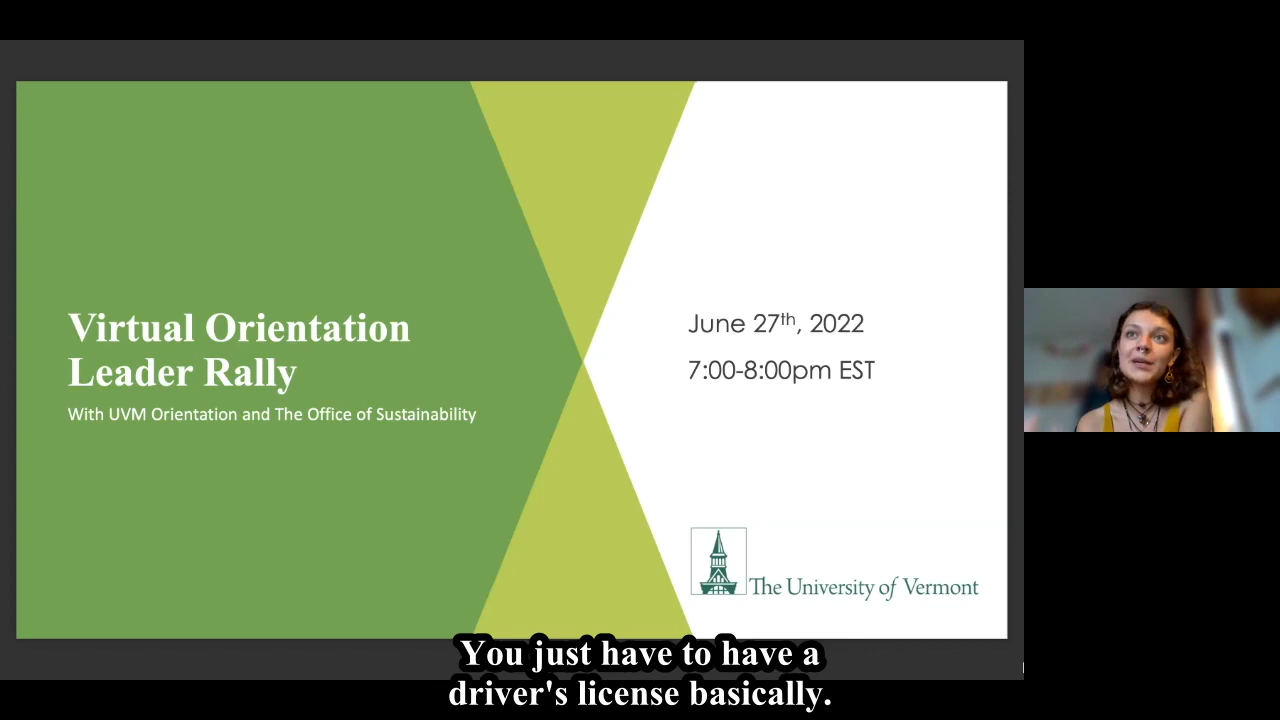 Virtual Orientation
Leader Rally
With UVM Orientation and The Office of Sustainability
June 27th, 2022
7:00-8:00pm EST
The University of Vermont
You just have to have a
driver's license basically.